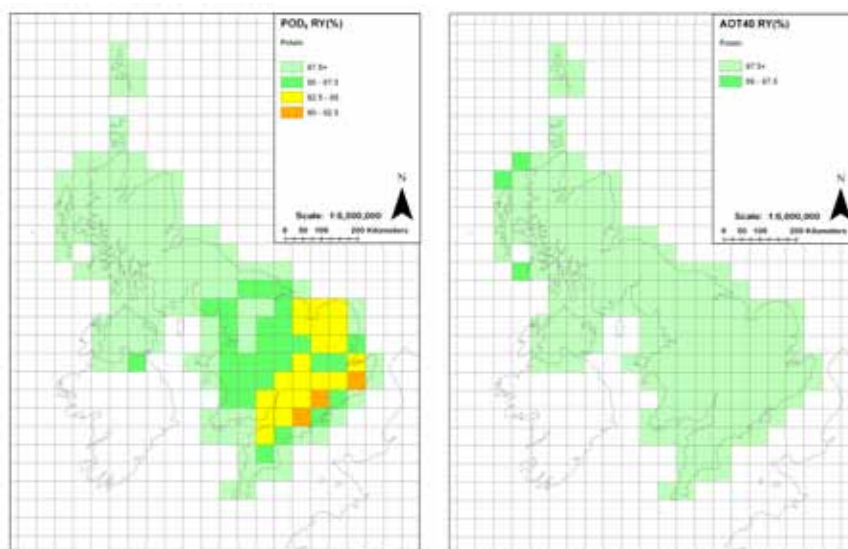 POD₆ RY(%)
Potato
97.5+
95 - 97.5
92.5 - 95
90 - 92.5
N
Scale: 1:6,000,000
0 50 100 200 Kilometers
AOT40 RY(%)
Potato
97.5+
95 - 97.5
N
Scale: 1:6,000,000
0 50 100 200 Kilometers